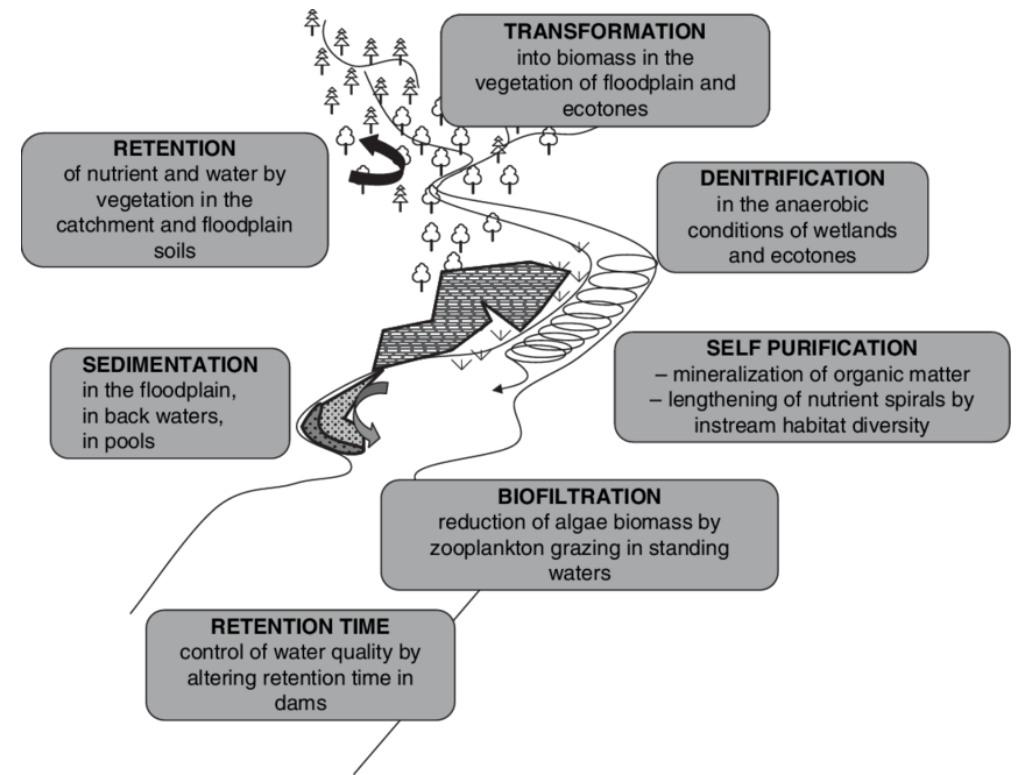 TRANSFORMATION
into biomass in the
vegetation of floodplain and
ecotones
RETENTION
of nutrient and water by
vegetation in the
catchment and floodplain
soils
DENITRIFICATION
in the anaerobic
conditions of wetlands
and ecotones
SELF PURIFICATION
– mineralization of organic matter
– lengthening of nutrient spirals by
instream habitat diversity
SEDIMENTATION
in the floodplain,
in back waters,
in pools
BIOFILTRATION
reduction of algae biomass by
zooplankton grazing in standing
waters
RETENTION TIME
control of water quality by
altering retention time in
dams